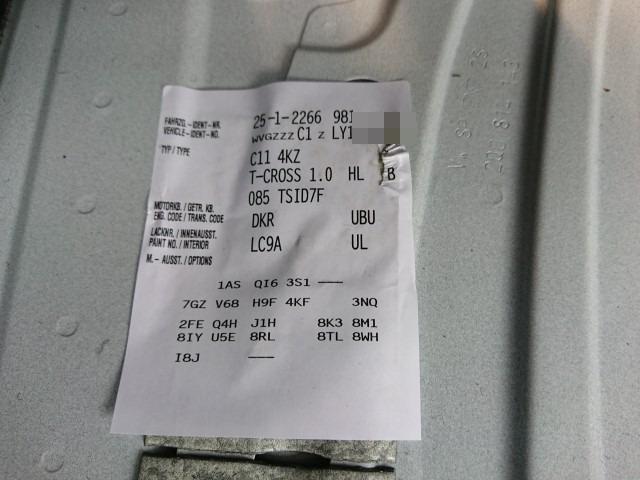 FAHRZG.-IDENT-NR. 25-1-2266 981
VEHICLE-IDENT-NO. WVGZZZ C1 Z LY1
TYP / TYPE C11 4KZ
T-CROSS 1.0 HL B
085 TSID7F
MOTORKB. / GETR. KB.
ENG. CODE / TRANS. CODE DKR UBU
LACKNR. / INNENAUSST.
PAINT NO. / INTERIOR LC9A UL
M.- AUSST. / OPTIONS
1AS QI6 3S1 ——
7GZ V68 H9F 4KF 3NQ
2FE Q4H J1H 8K3 8M1
8IY U5E 8RL 8TL 8WH
I8J ——